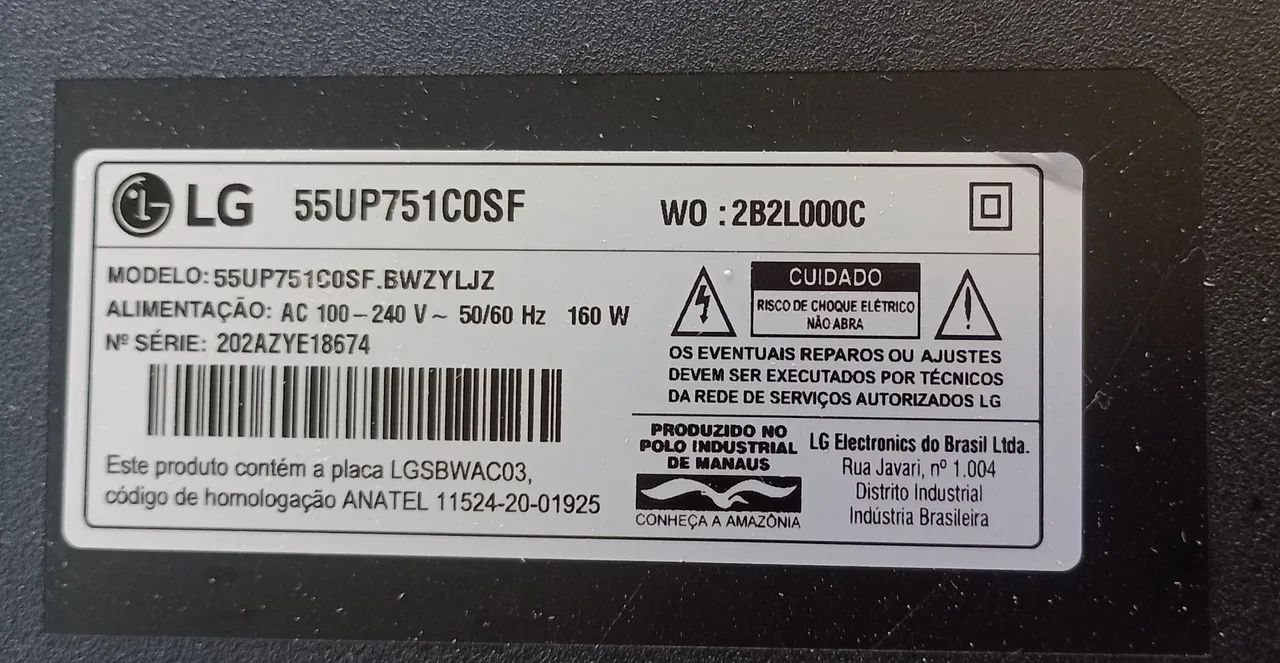 LG 55UP751C0SF WO : 2B2L000C
MODELO: 55UP751C0SF.BWZYLJZ
ALIMENTAÇÃO: AC 100 – 240 V ~ 50/60 Hz 160 W
Nº SÉRIE: 202AZYE18674
Este produto contém a placa LGSBWAC03,
código de homologação ANATEL 11524-20-01925
CUIDADO
RISCO DE CHOQUE ELÉTRICO
NÃO ABRA
OS EVENTUAIS REPAROS OU AJUSTES
DEVEM SER EXECUTADOS POR TÉCNICOS
DA REDE DE SERVIÇOS AUTORIZADOS LG
PRODUZIDO NO
POLO INDUSTRIAL
DE MANAUS
CONHEÇA A AMAZÔNIA
LG Electronics do Brasil Ltda.
Rua Javari, nº 1.004
Distrito Industrial
Indústria Brasileira